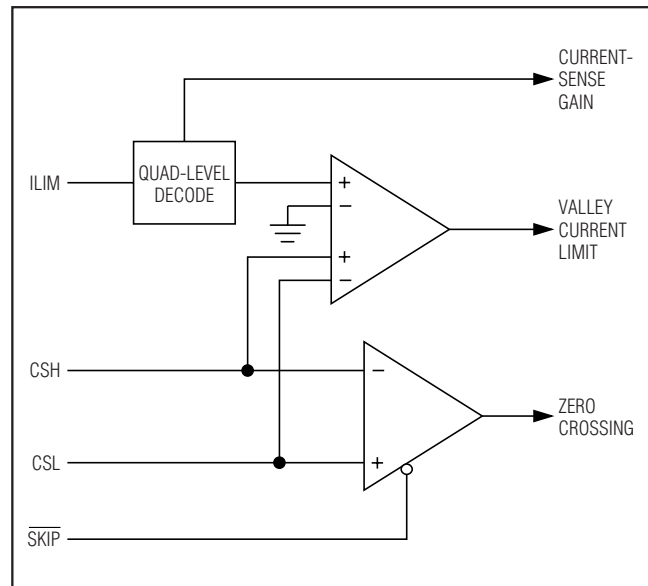 CURRENT-
SENSE
GAIN
ILIM
QUAD-LEVEL
DECODE
+
−
+
−
VALLEY
CURRENT
LIMIT
CSH
−
ZERO
CROSSING
CSL
+
SKIP